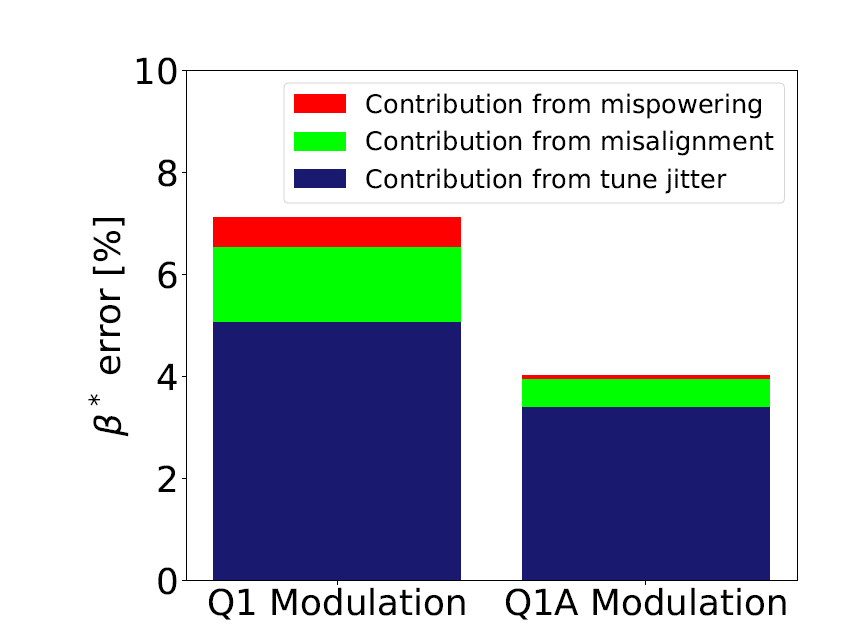 10
8
6
4
2
0
β* error [%]
Contribution from mispowering
Contribution from misalignment
Contribution from tune jitter
Q1 Modulation
Q1A Modulation